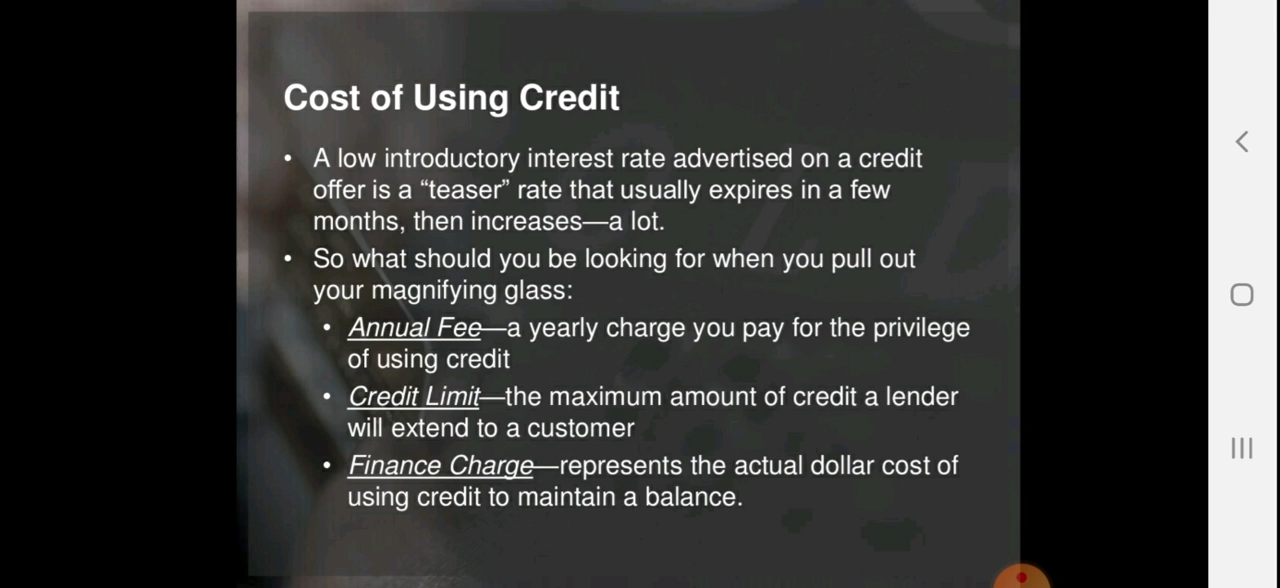 Cost of Using Credit
• A low introductory interest rate advertised on a credit
offer is a “teaser” rate that usually expires in a few
months, then increases—a lot.
• So what should you be looking for when you pull out
your magnifying glass:
• Annual Fee—a yearly charge you pay for the privilege
of using credit
• Credit Limit—the maximum amount of credit a lender
will extend to a customer
• Finance Charge—represents the actual dollar cost of
using credit to maintain a balance.